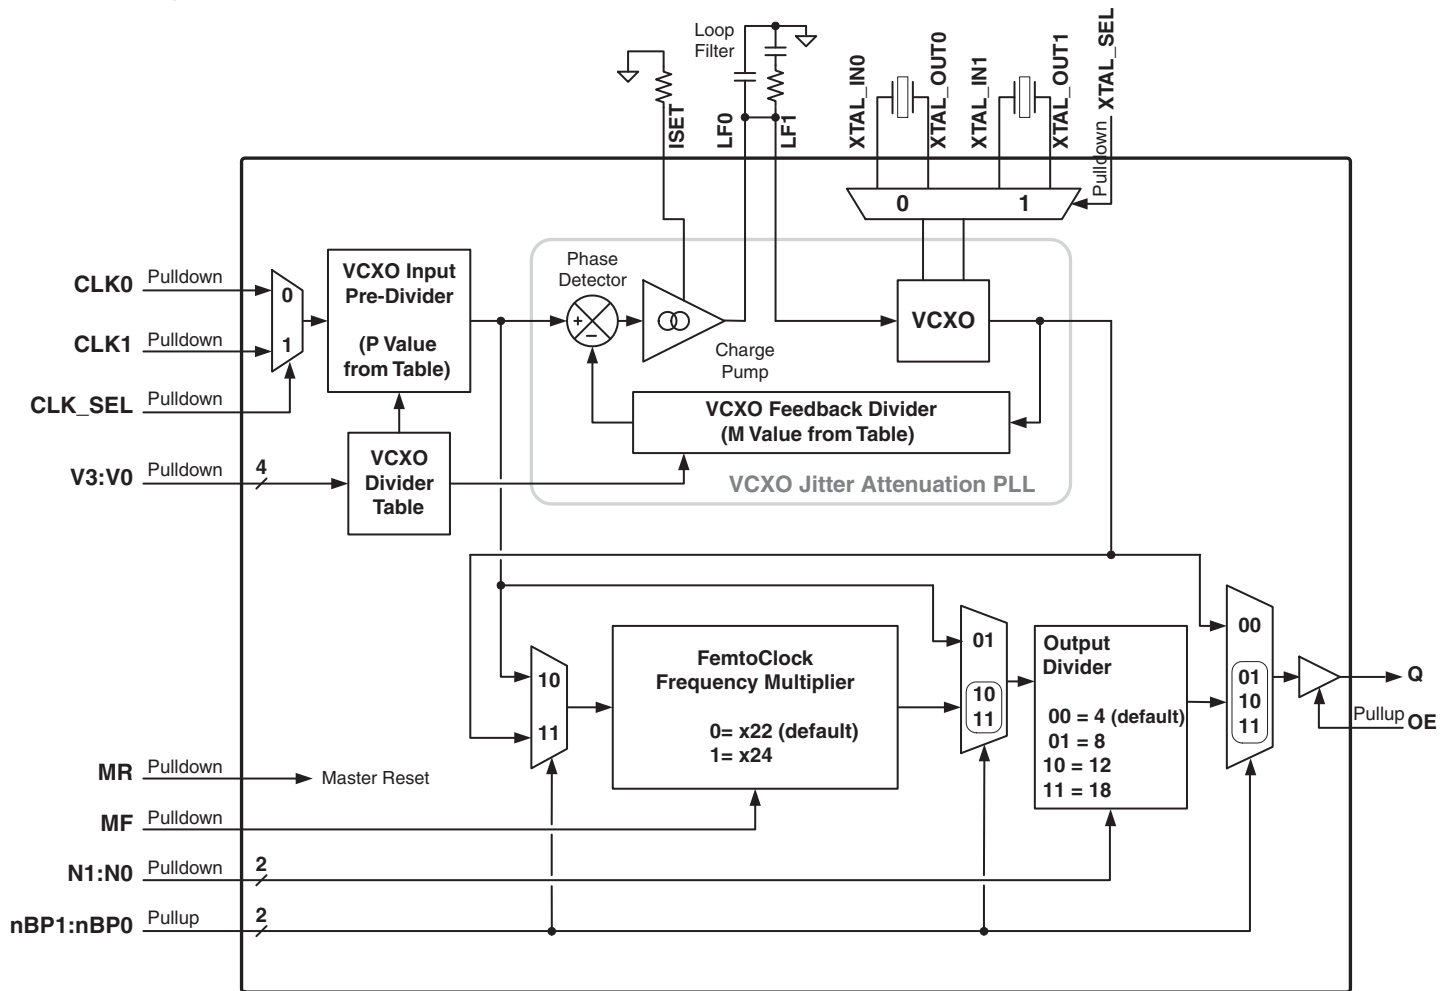 Loop
Filter
ISET
LF0
LF1
XTAL_IN0
XTAL_OUT0
XTAL_IN1
XTAL_OUT1
Pulldown XTAL_SEL
0 1
CLK0 Pulldown
CLK1 Pulldown
CLK_SEL Pulldown
V3:V0 Pulldown 4
0
1
VCXO Input
Pre-Divider
(P Value
from Table)
VCXO
Divider
Table
Phase
Detector
+
–
Charge
Pump
VCXO
VCXO Feedback Divider
(M Value from Table)
VCXO Jitter Attenuation PLL
10
11
FemtoClock
Frequency Multiplier
0= x22 (default)
1= x24
01
10
11
Output
Divider
00 = 4 (default)
01 = 8
10 = 12
11 = 18
00
01
10
11
Q
Pullup OE
MR Pulldown Master Reset
MF Pulldown
N1:N0 Pulldown 2
nBP1:nBP0 Pullup 2